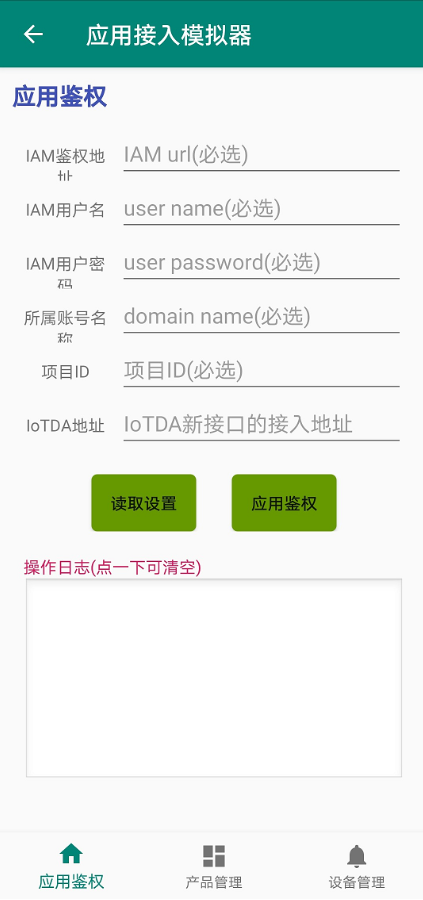 应用接入模拟器
应用鉴权
IAM鉴权地
址
IAM url(必选)
IAM用户名
user name(必选)
IAM用户密
码
user password(必选)
所属账号名
称
domain name(必选)
项目ID
项目ID(必选)
IoTDA地址
IoTDA新接口的接入地址
读取设置
应用鉴权
操作日志(点一下可清空)
应用鉴权
产品管理
设备管理